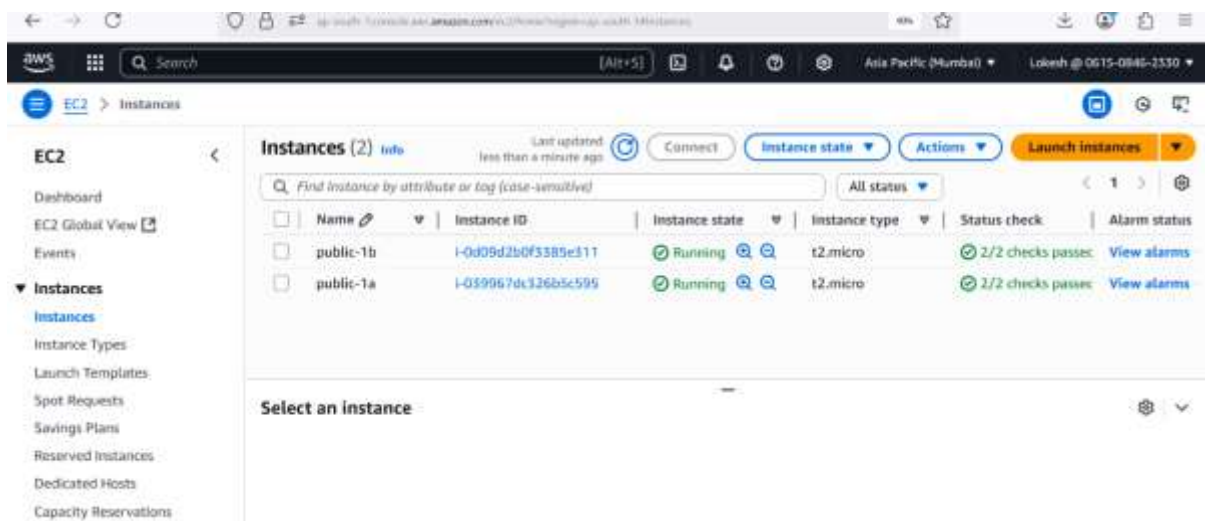 aws
Search
[Alt+S]
Asia Pacific (Mumbai)
Lokesh @ 0615-0846-2330
EC2 > Instances
EC2
Dashboard
EC2 Global View
Events
Instances
Instances
Instance Types
Launch Templates
Spot Requests
Savings Plans
Reserved Instances
Dedicated Hosts
Capacity Reservations
Instances (2) Info
Last updated
less than a minute ago
Connect
Instance state
Actions
Launch instances
Find Instance by attribute or tag (case-sensitive)
All status
1
Name Instance ID Instance state Instance type Status check Alarm status
public-1b Running t2.micro 2/2 checks passec View alarms
public-1a Running t2.micro 2/2 checks passec View alarms
Select an instance